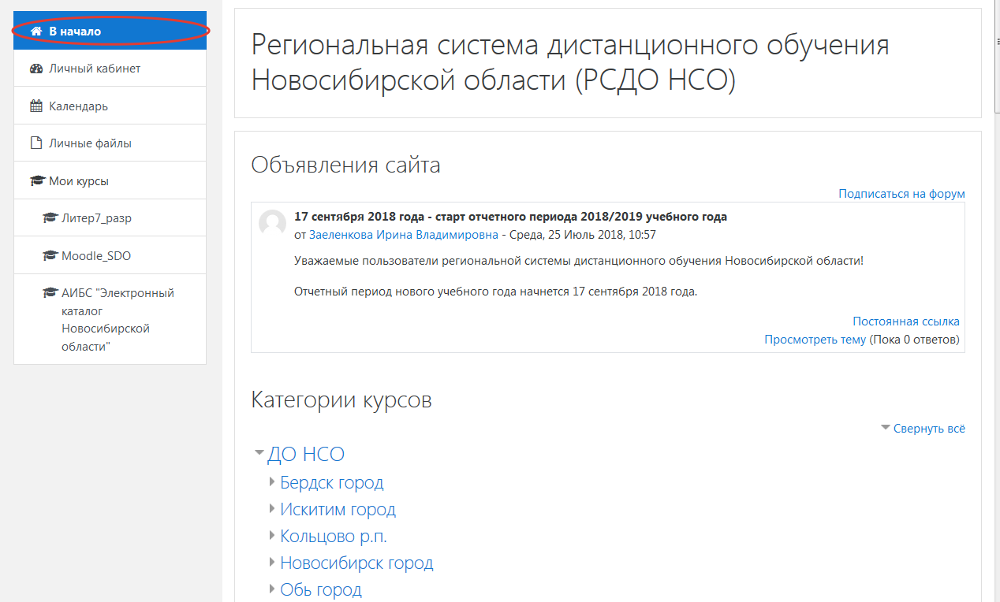 В начало
Личный кабинет
Календарь
Личные файлы
Мои курсы
Литер7_разр
Moodle_SDO
АИБС "Электронный
каталог
Новосибирской
области"
Региональная система дистанционного обучения
Новосибирской области (РСДО НСО)
Объявления сайта
Подписаться на форум
17 сентября 2018 года - старт отчетного периода 2018/2019 учебного года
от Заеленкова Ирина Владимировна - Среда, 25 Июль 2018, 10:57
Уважаемые пользователи региональной системы дистанционного обучения Новосибирской области!
Отчетный период нового учебного года начнется 17 сентября 2018 года.
Постоянная ссылка
Просмотреть тему (Пока 0 ответов)
Категории курсов
Свернуть всё
ДО НСО
Бердск город
Искитим город
Кольцово р.п.
Новосибирск город
Обь город